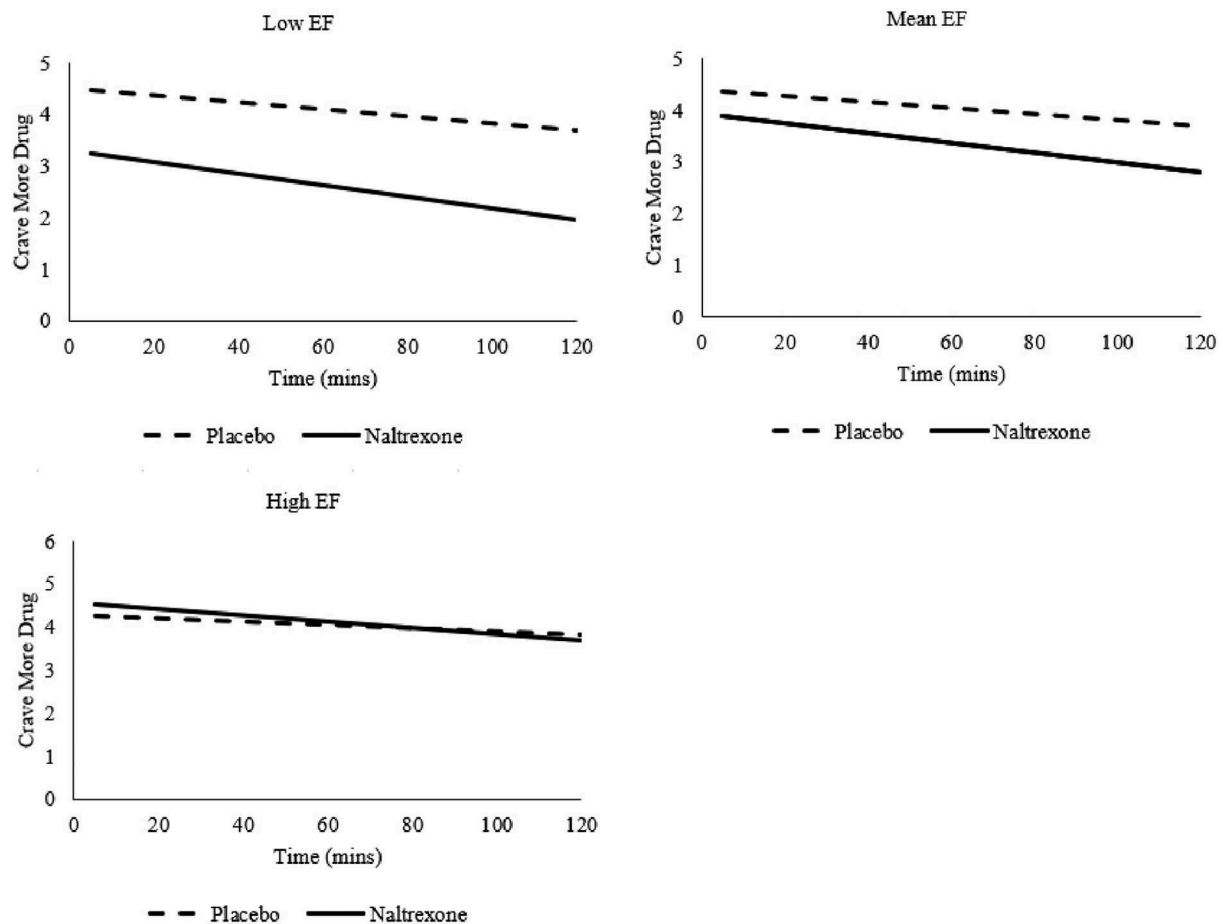 Low EF
5
4
3
2
1
0
Crave More Drug
0 20 40 60 80 100 120
Time (mins)
Placebo Naltrexone
Mean EF
5
4
3
2
1
0
Crave More Drug
0 20 40 60 80 100 120
Time (mins)
Placebo Naltrexone
High EF
6
5
4
3
2
1
0
Crave More Drug
0 20 40 60 80 100 120
Time (mins)
Placebo Naltrexone